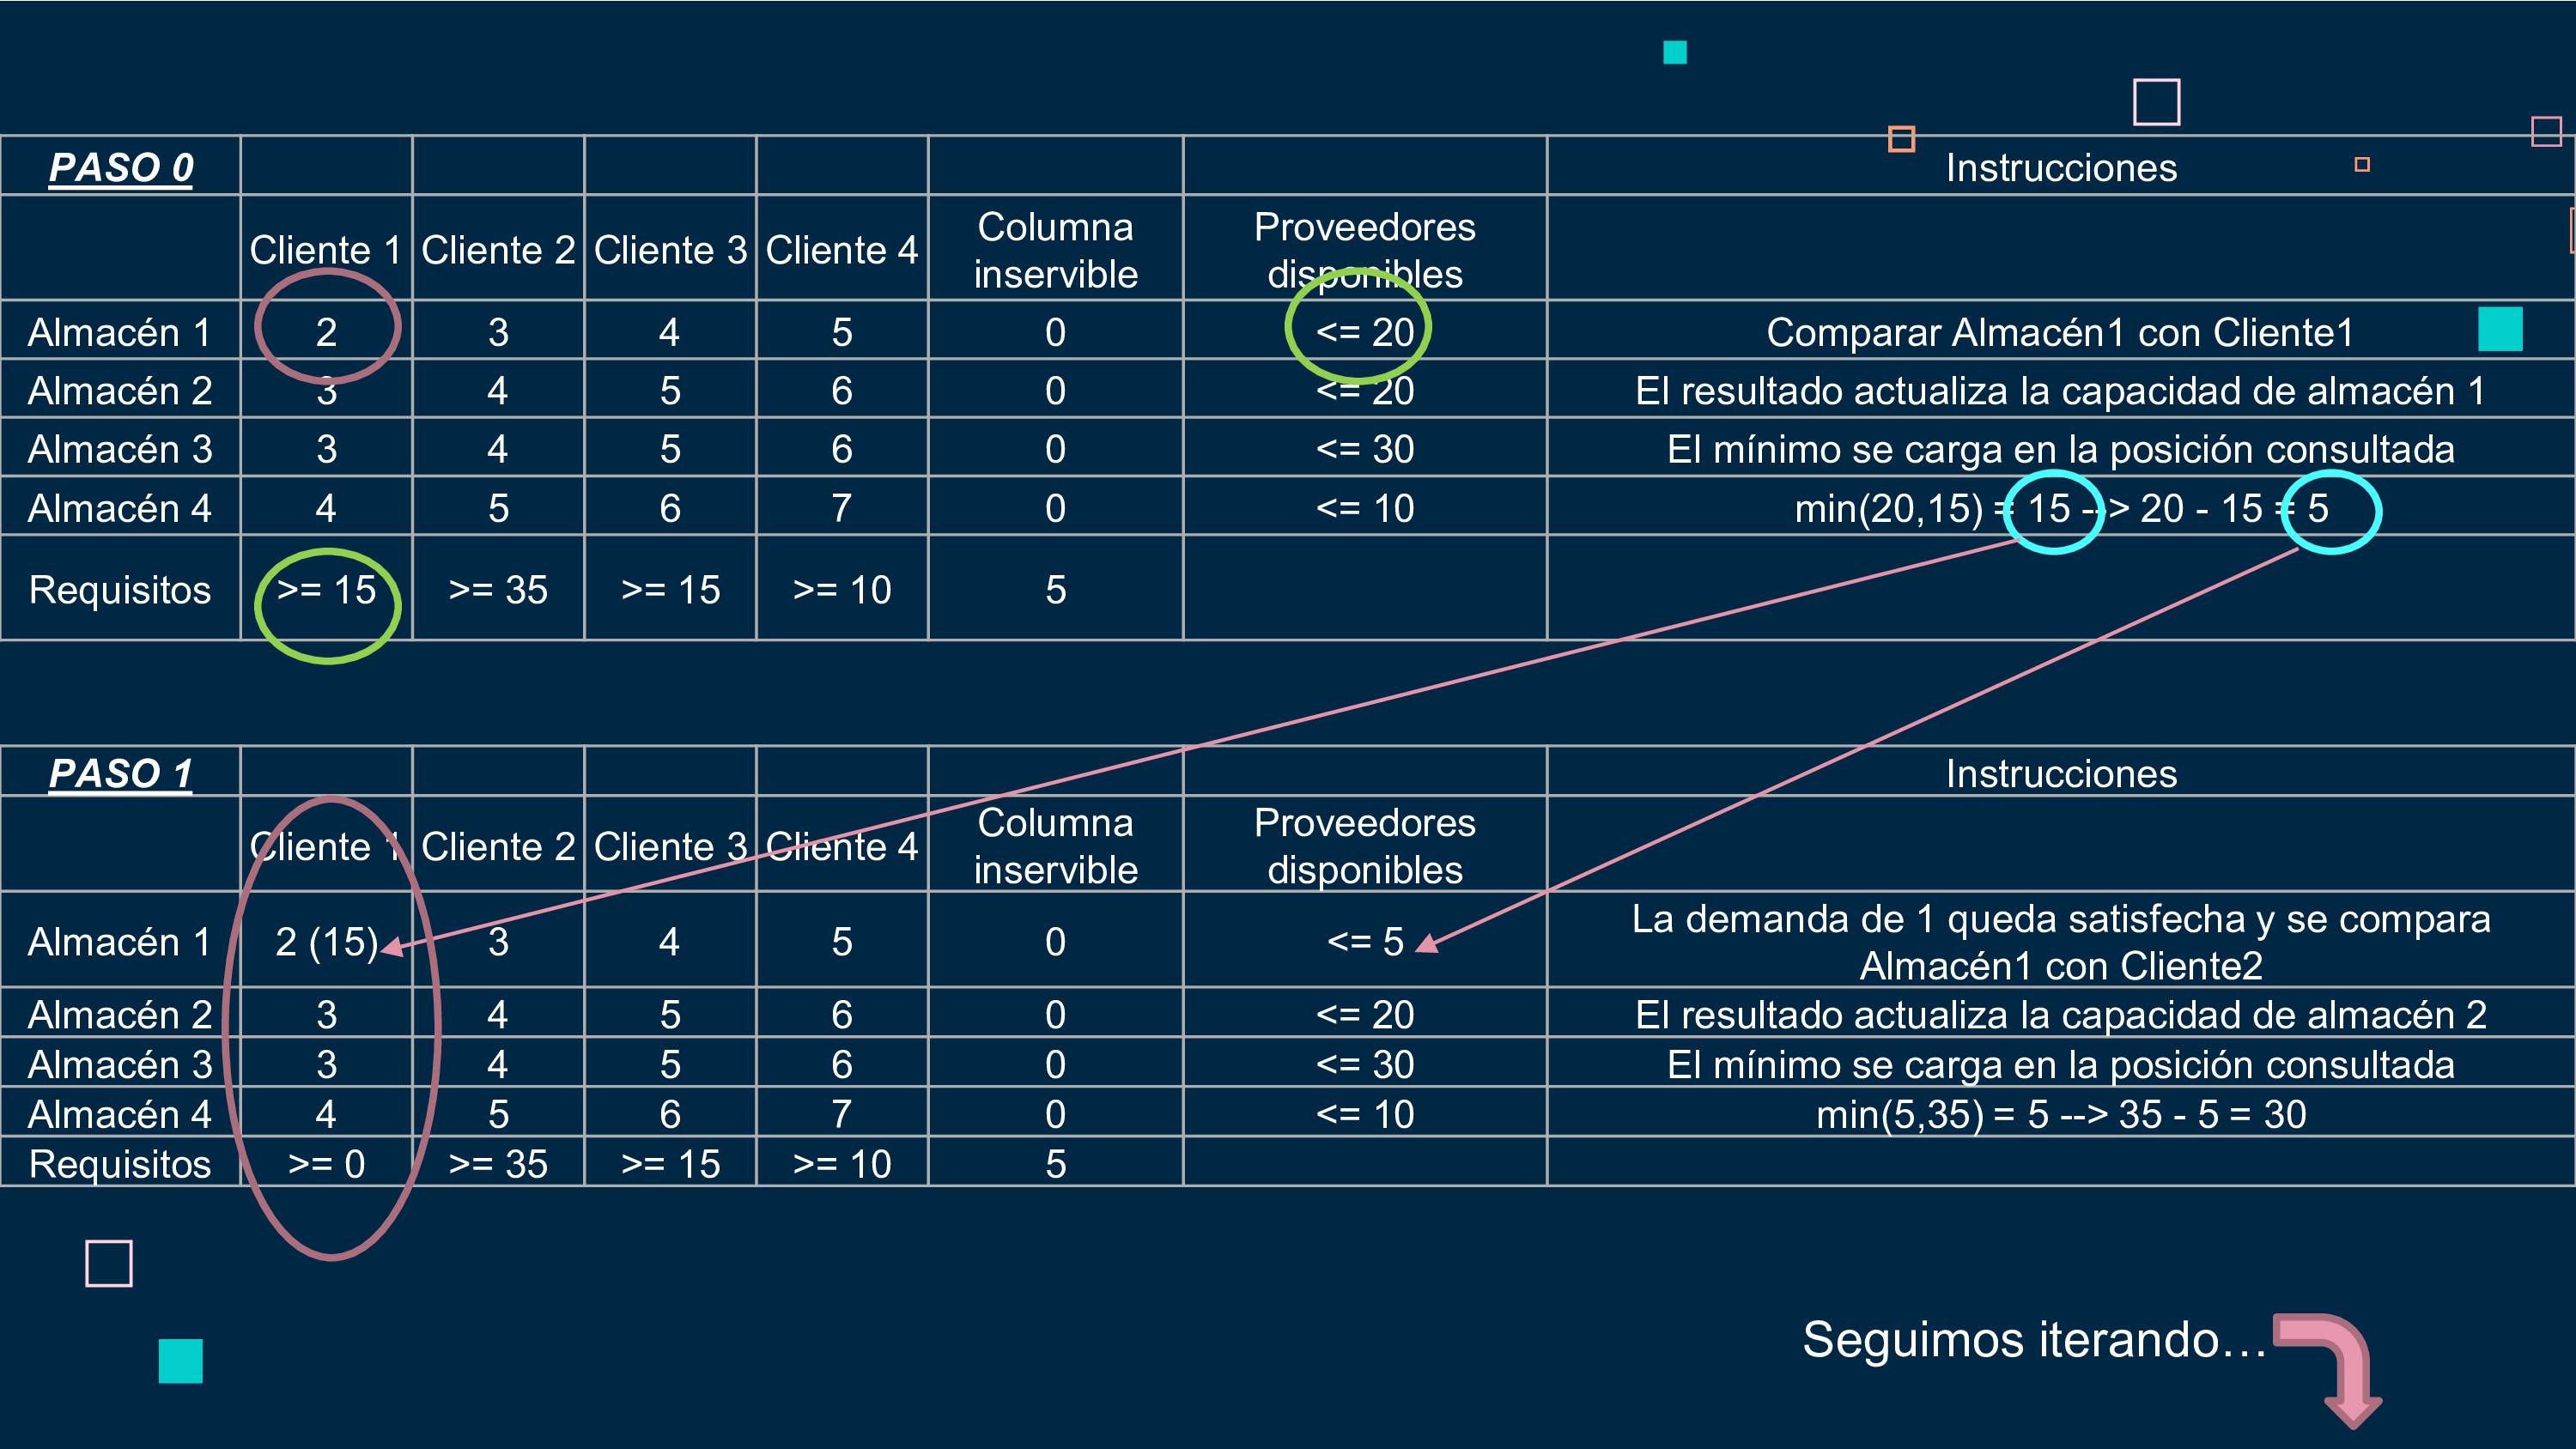 PASO 0 Instrucciones
Cliente 1 Cliente 2 Cliente 3 Cliente 4 Columna inservible Proveedores disponibles
Almacén 1 2 3 4 5 0 <= 20 Comparar Almacén1 con Cliente1
Almacén 2 3 4 5 6 0 <= 20 El resultado actualiza la capacidad de almacén 1
Almacén 3 3 4 5 6 0 <= 30 El mínimo se carga en la posición consultada
Almacén 4 4 5 6 7 0 <= 10 min(20,15) = 15 --> 20 - 15 = 5
Requisitos >= 15 >= 35 >= 15 >= 10 5
PASO 1 Instrucciones
Cliente 1 Cliente 2 Cliente 3 Cliente 4 Columna inservible Proveedores disponibles
Almacén 1 2 (15) 3 4 5 0 <= 5 La demanda de 1 queda satisfecha y se compara Almacén1 con Cliente2
Almacén 2 3 4 5 6 0 <= 20 El resultado actualiza la capacidad de almacén 2
Almacén 3 3 4 5 6 0 <= 30 El mínimo se carga en la posición consultada
Almacén 4 4 5 6 7 0 <= 10 min(5,35) = 5 --> 35 - 5 = 30
Requisitos >= 0 >= 35 >= 15 >= 10 5
Seguimos iterando…